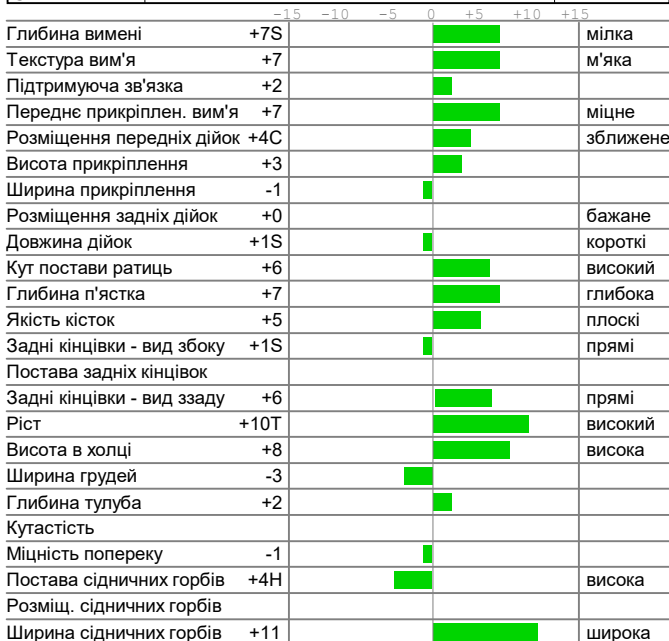 -15 -10 -5 0 +5 +10 +15
Глибина вимені +7S мілка
Текстура вим'я +7 м'яка
Підтримуюча зв'язка +2
Переднє прикріплен. вим'я +7 міцне
Розміщення передніх дійок +4C зближене
Висота прикріплення +3
Ширина прикріплення -1
Розміщення задніх дійок +0 бажане
Довжина дійок +1S короткі
Кут постави ратиць +6 високий
Глибина п'ястка +7 глибока
Якість кісток +5 плоскі
Задні кінцівки - вид збоку +1S прямі
Постава задніх кінцівок
Задні кінцівки - вид ззаду +6 прямі
Ріст +10T високий
Висота в холці +8 висока
Ширина грудей -3
Глибина тулуба +2
Кутастість
Міцність попереку -1
Постава сідничних горбів +4H висока
Розміщ. сідничних горбів
Ширина сідничних горбів +11 широка